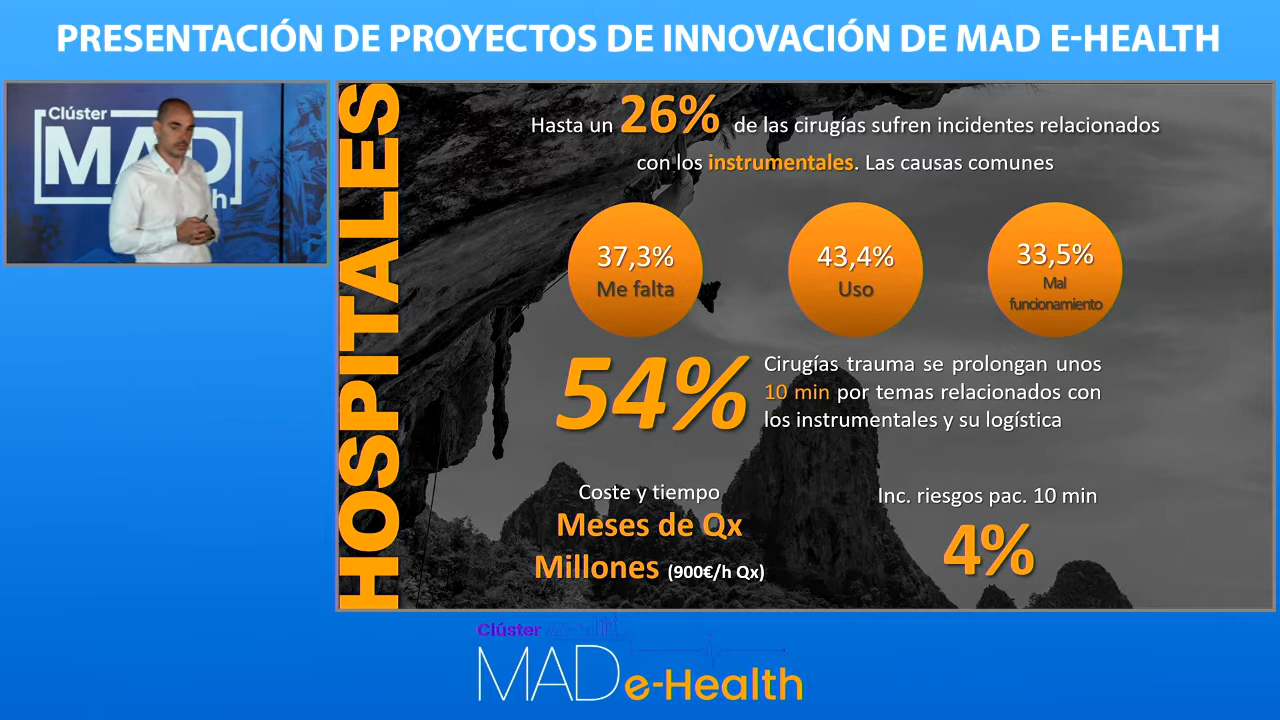 PRESENTACIÓN DE PROYECTOS DE INNOVACIÓN DE MAD E-HEALTH
Clúster
MAD
h
HOSPITALES
Hasta un 26% de las cirugías sufren incidentes relacionados
con los instrumentales. Las causas comunes
37,3%
Me falta
43,4%
Uso
33,5%
Mal
funcionamiento
54%
Cirugías trauma se prolongan unos
10 min por temas relacionados con
los instrumentales y su logística
Coste y tiempo
Meses de Qx
Millones (900€/h Qx)
Inc. riesgos pac. 10 min
4%
Clúster
MAD e-Health